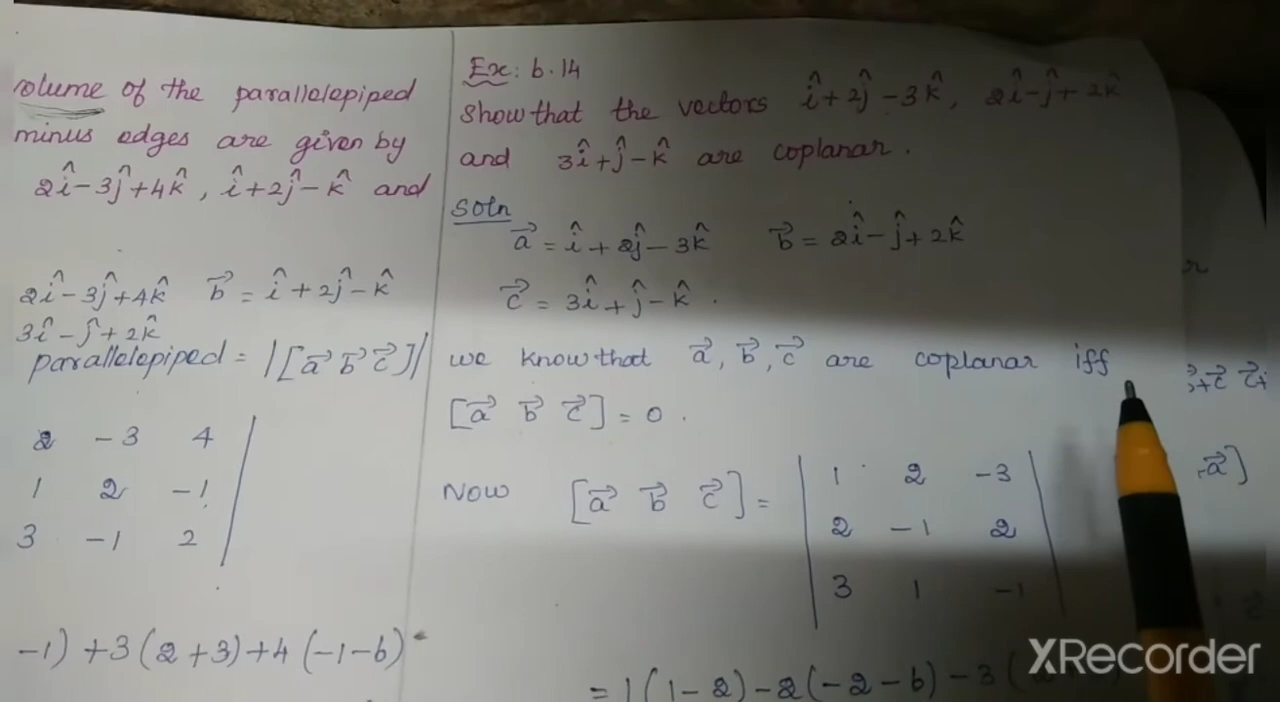 volume of the parallelepiped
minus edges are given by
2î-3ĵ+4k̂, î+2ĵ-k̂ and
2î-3ĵ+4k̂ b⃗ = î+2ĵ-k̂
3î-ĵ+2k̂
parallelepiped = |[a⃗ b⃗ c⃗]|
2 -3 4
1 2 -1
3 -1 2
-1) +3(2+3)+4(-1-6)
Ex: 6.14
Show that the vectors î+2ĵ-3k̂, 2î-ĵ+2k̂
and 3î+ĵ-k̂ are coplanar.
Soln
a⃗ = î+2ĵ-3k̂ b⃗ = 2î-ĵ+2k̂
c⃗ = 3î+ĵ-k̂.
we know that a⃗, b⃗, c⃗ are coplanar iff
[a⃗ b⃗ c⃗] = 0.
Now [a⃗ b⃗ c⃗] = | 1 2 -3 |
2 -1 2
3 1 -1
= 1(1-2)-2(-2-6)-3(
XRecorder